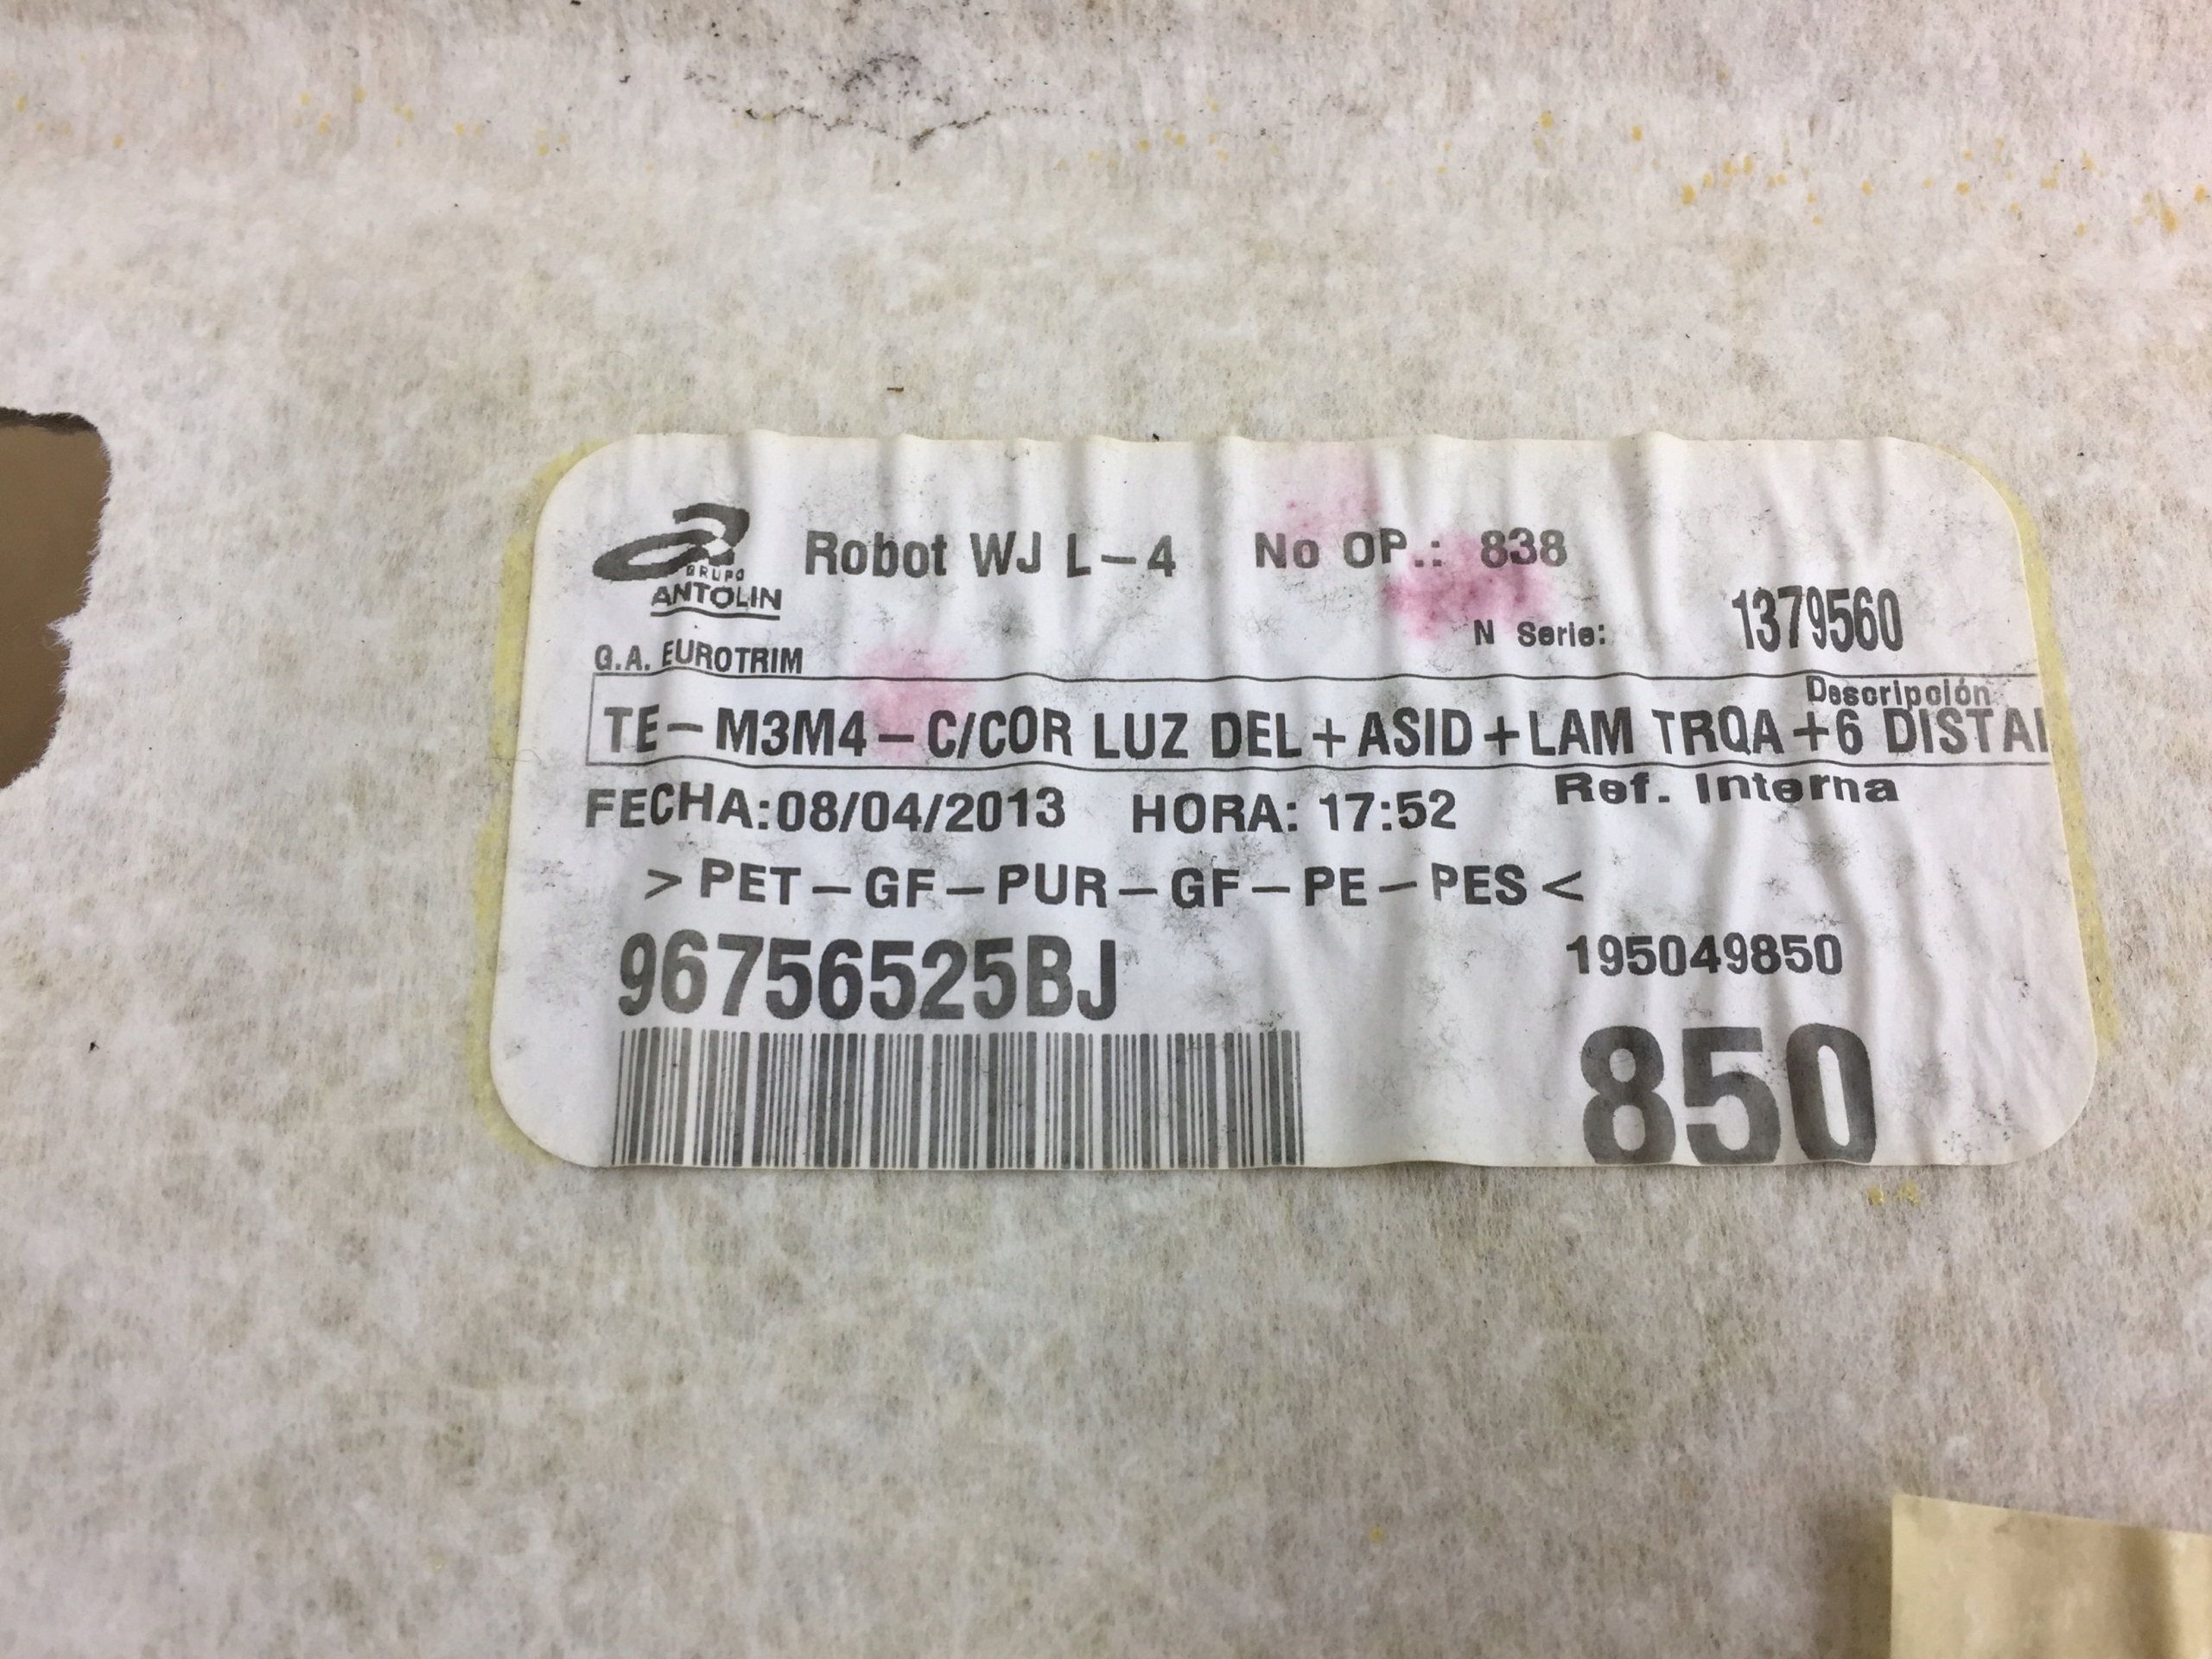 GRUPO
ANTOLIN
Robot WJ L-4 No OP.: 838
N Serie: 1379560
G.A. EUROTRIM
Descripción
TE-M3M4-C/COR LUZ DEL+ASID+LAM TRQA+6 DISTAI
FECHA:08/04/2013 HORA: 17:52 Ref. Interna
>PET-GF-PUR-GF-PE-PES<
96756525BJ 195049850
850